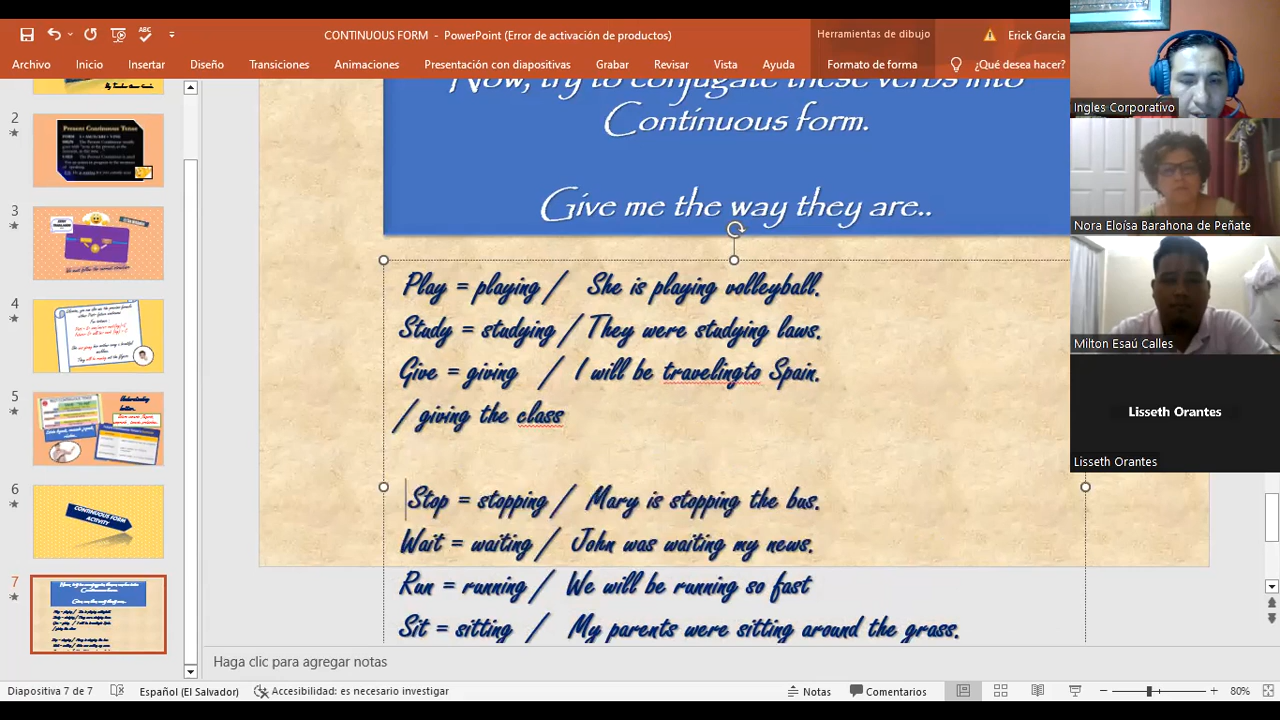 ABC
CONTINUOUS FORM - PowerPoint (Error de activación de productos)
Herramientas de dibujo
Erick Garcia
Archivo
Inicio
Insertar
Diseño
Transiciones
Animaciones
Presentación con diapositivas
Grabar
Revisar
Vista
Ayuda
Formato de forma
¿Qué desea hacer?
2
Present Continuous Tense
3
4
5
6
CONTINUOUS FORM
ACTIVITY
7
Now, try to conjugate these verbs into
Continuous form.
Give me the way they are..
Play = playing / She is playing volleyball.
Study = studying / They were studying laws.
Give = giving / I will be travelingto Spain.
/ giving the class
Stop = stopping / Mary is stopping the bus.
Wait = waiting / John was waiting my news.
Run = running / We will be running so fast
Sit = sitting / My parents were sitting around the grass.
Ingles Corporativo
Nora Eloísa Barahona de Peñate
Milton Esaú Calles
Lisseth Orantes
Lisseth Orantes
Haga clic para agregar notas
Diapositiva 7 de 7
Español (El Salvador)
Accesibilidad: es necesario investigar
Notas
Comentarios
80%